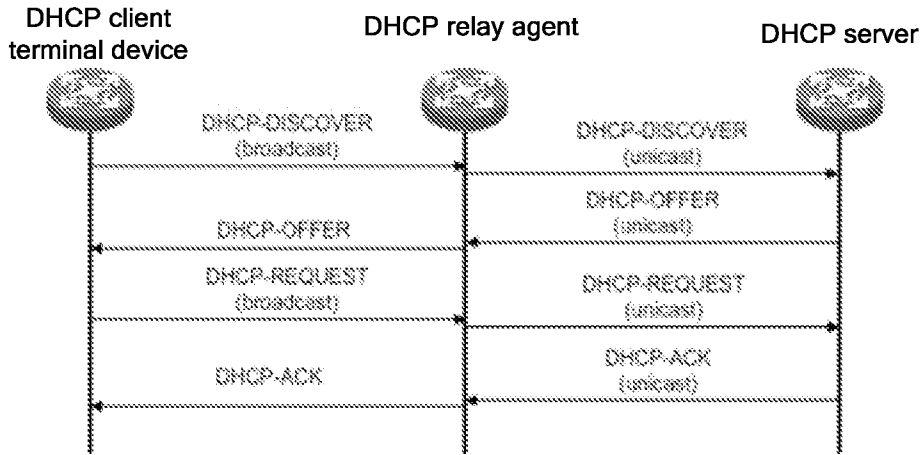 DHCP client
terminal device
DHCP relay agent
DHCP server
DHCP-DISCOVER
(broadcast)
DHCP-DISCOVER
(unicast)
DHCP-OFFER
(unicast)
DHCP-OFFER
DHCP-REQUEST
(broadcast)
DHCP-REQUEST
(unicast)
DHCP-ACK
(unicast)
DHCP-ACK